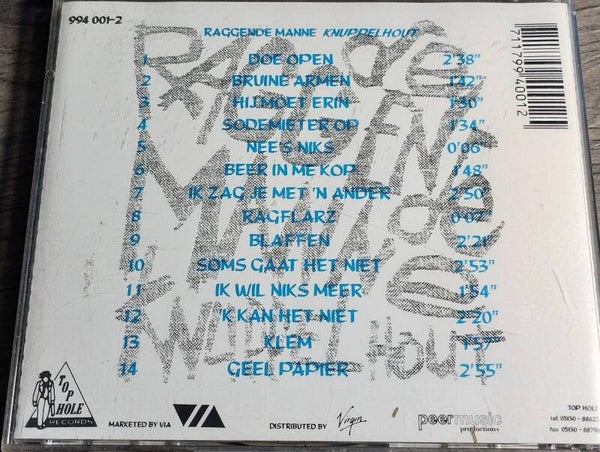 994 001-2
RAGGENDE MANNE KNUPPELHOUT
1 DOE OPEN 2'38"
2 BRUINE ARMEN 1'42"
3 HIJ MOET ERIN 1'30"
4 SODEMIETER OP 1'34"
5 NEE'S NIKS 0'06"
6 BEER IN ME KOP 1'48"
7 IK ZAG JE MET 'N ANDER 2'50"
8 RAGFLARZ 0'07"
9 BLAFFEN 2'21"
10 SOMS GAAT HET NIET 2'53"
11 IK WIL NIKS MEER 1'54"
12 'K KAN HET NIET 2'20"
13 KLEM 1'57"
14 GEEL PAPIER 2'55"
TOP HOLE
RECORDS
MARKETED BY VIA
VIA
DISTRIBUTED BY
Virgin
peermusic
productions
TOP HOLE